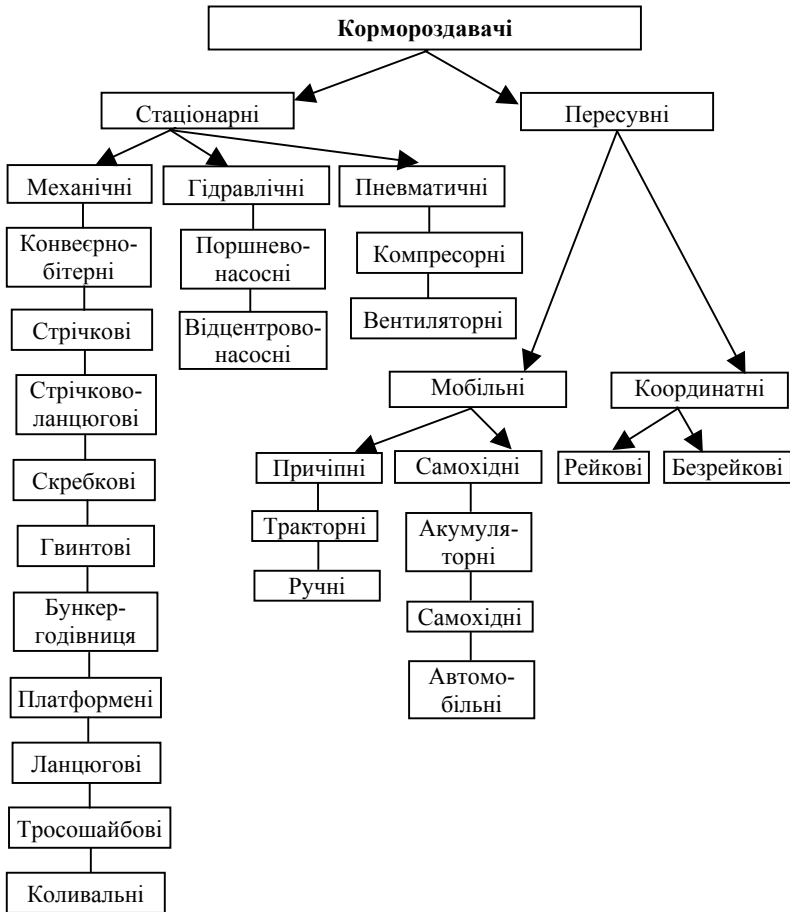 Кормороздавачі
Стаціонарні
Пересувні
Механічні
Гідравлічні
Пневматичні
Конвеєрно-
бітерні
Поршнево-
насосні
Компресорні
Стрічкові
Відцентрово-
насосні
Вентиляторні
Стрічково-
ланцюгові
Мобільні
Координатні
Скребкові
Причіпні
Самохідні
Рейкові
Безрейкові
Гвинтові
Тракторні
Акумуля-
торні
Ручні
Бункер-
годівниця
Самохідні
Платформені
Автомо-
більні
Ланцюгові
Тросошайбові
Коливальні